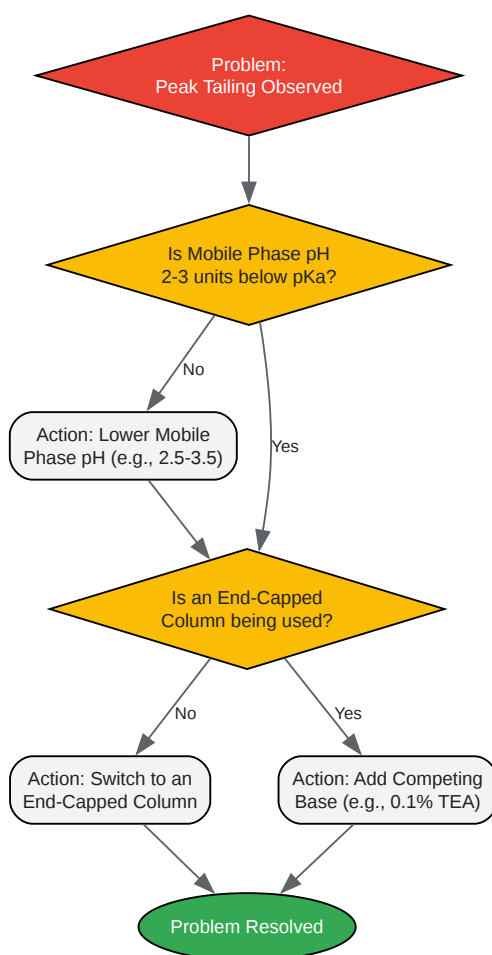 Problem:
Peak Tailing Observed
Is Mobile Phase pH
2-3 units below pKa?
No
Action: Lower Mobile
Phase pH (e.g., 2.5-3.5)
Yes
Is an End-Capped
Column being used?
No
Yes
Action: Switch to an
End-Capped Column
Action: Add Competing
Base (e.g., 0.1% TEA)
Problem Resolved